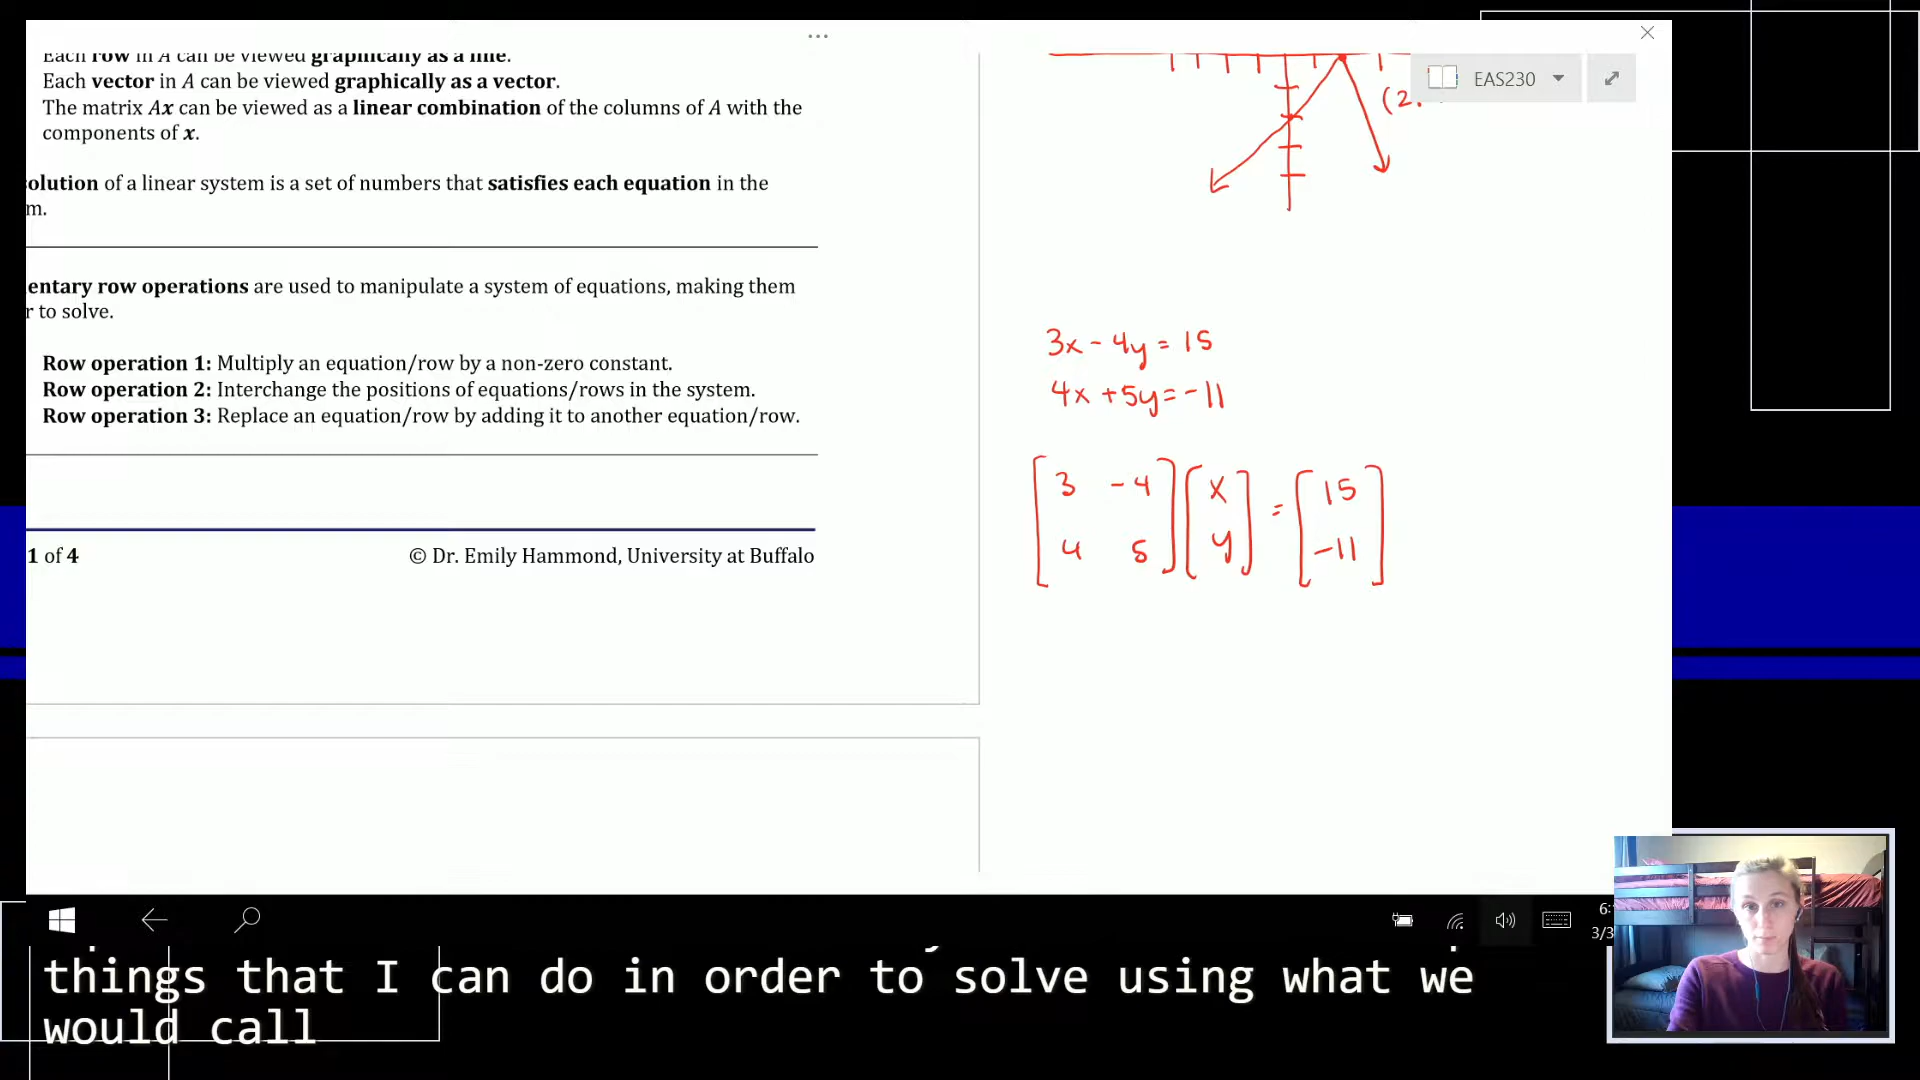 ...
Each row in A can be viewed graphically as a line.
EAS230
Each vector in A can be viewed graphically as a vector.
(2,
The matrix Ax can be viewed as a linear combination of the columns of A with the
components of x.
solution of a linear system is a set of numbers that satisfies each equation in the
m.
entary row operations are used to manipulate a system of equations, making them
r to solve.
Row operation 1: Multiply an equation/row by a non-zero constant.
Row operation 2: Interchange the positions of equations/rows in the system.
Row operation 3: Replace an equation/row by adding it to another equation/row.
1 of 4 © Dr. Emily Hammond, University at Buffalo
3x - 4y = 15
4x + 5y = -11
[3 -4] [x] = [15]
[4 5] [y] [-11]
6:
3/3
things that I can do in order to solve using what we
would call